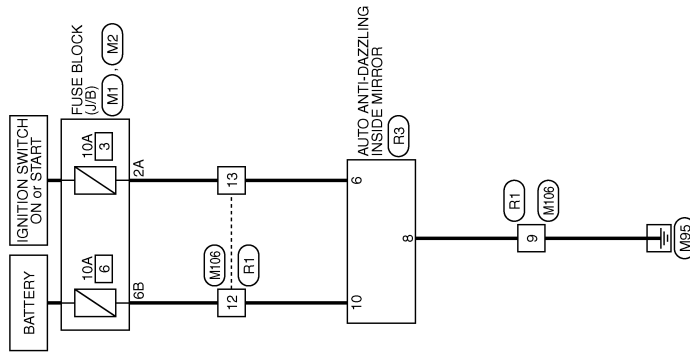 BATTERY
IGNITION SWITCH
ON or START
FUSE BLOCK
(J/B)
M1 , M2
10A
6
10A
3
6B
2A
M106
12
R1
13
10
6
AUTO ANTI-DAZZLING
INSIDE MIRROR
R3
8
9
R1
M106
M95